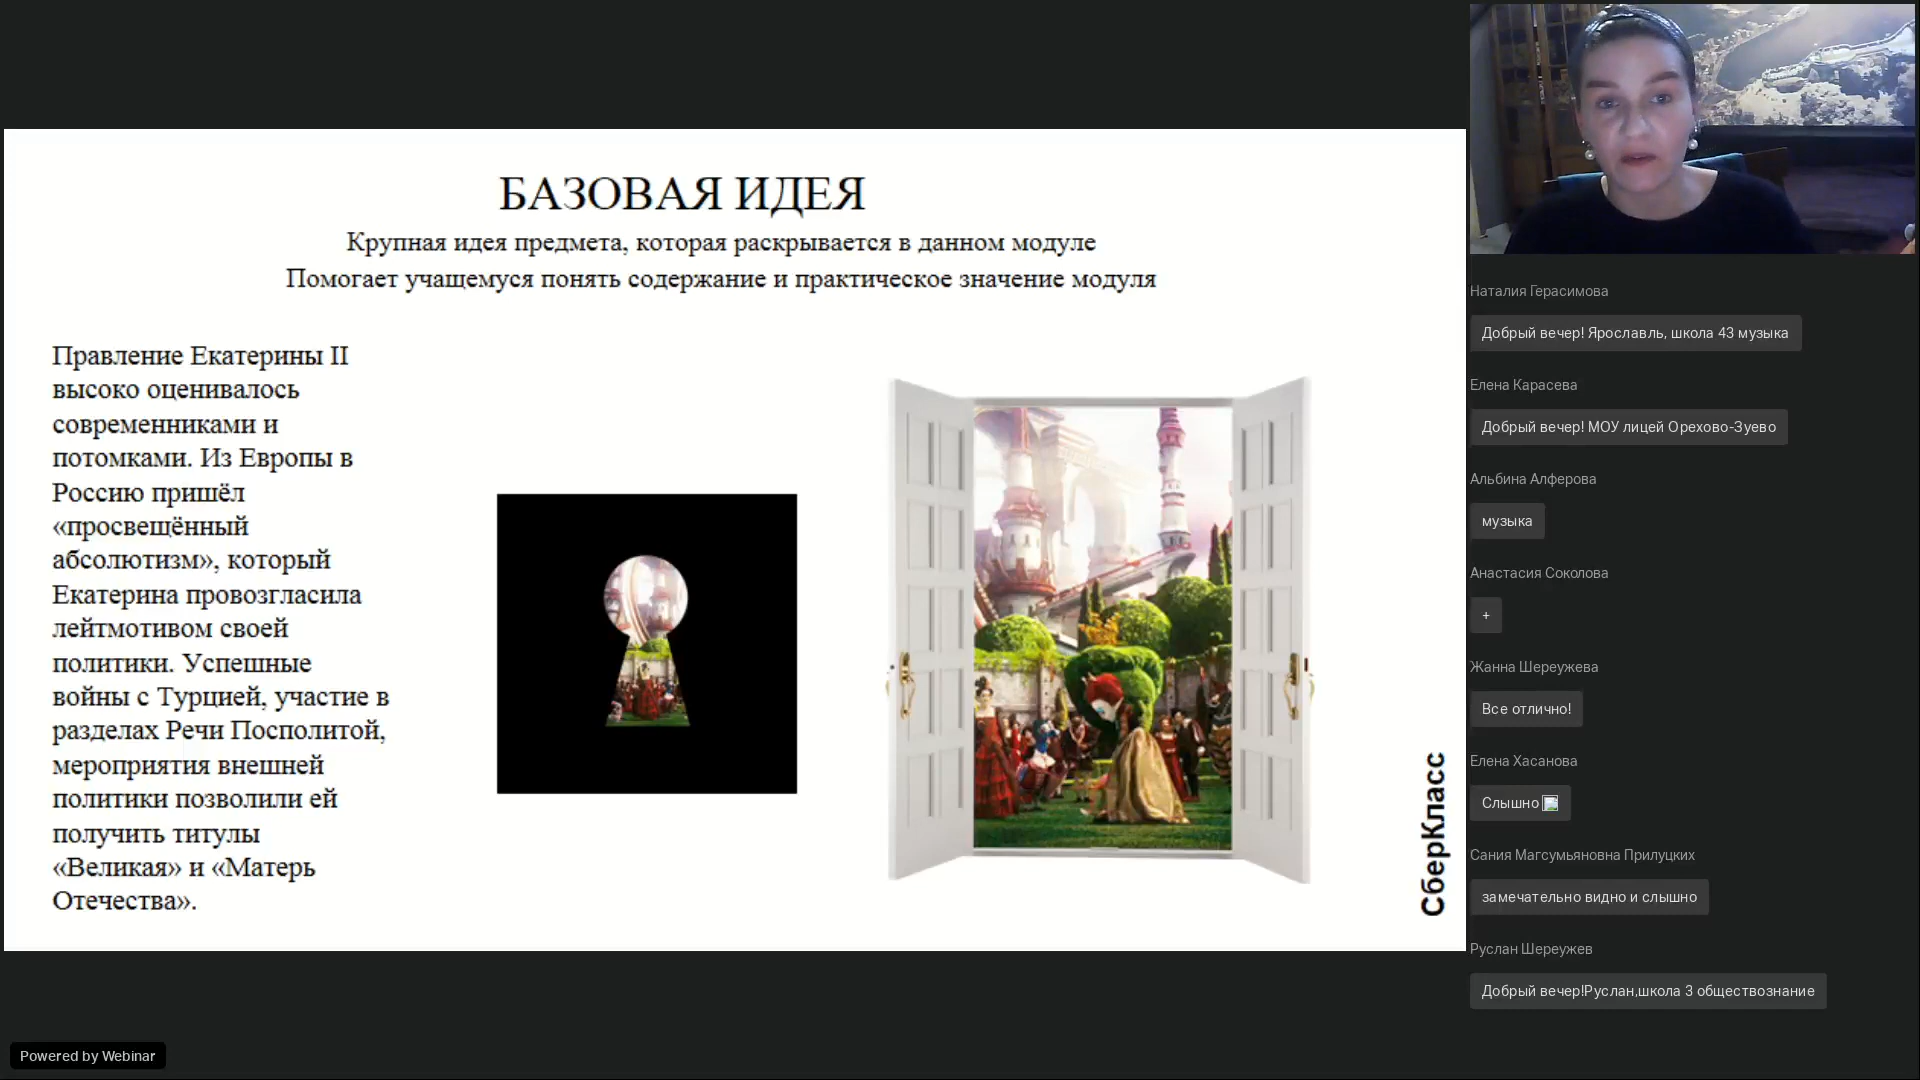 БАЗОВАЯ ИДЕЯ
Крупная идея предмета, которая раскрывается в данном модуле
Помогает учащемуся понять содержание и практическое значение модуля
Правление Екатерины II
высоко оценивалось
современниками и
потомками. Из Европы в
Россию пришёл
«просвещённый
абсолютизм», который
Екатерина провозгласила
лейтмотивом своей
политики. Успешные
войны с Турцией, участие в
разделах Речи Посполитой,
мероприятия внешней
политики позволили ей
получить титулы
«Великая» и «Матерь
Отечества».
СберКласс
Наталия Герасимова
Добрый вечер! Ярославль, школа 43 музыка
Елена Карасева
Добрый вечер! МОУ лицей Орехово-Зуево
Альбина Алферова
музыка
Анастасия Соколова
+
Жанна Шереужева
Все отлично!
Елена Хасанова
Слышно
Сания Магсумьяновна Прилуцких
замечательно видно и слышно
Руслан Шереужев
Добрый вечер!Руслан,школа 3 обществознание
Powered by Webinar